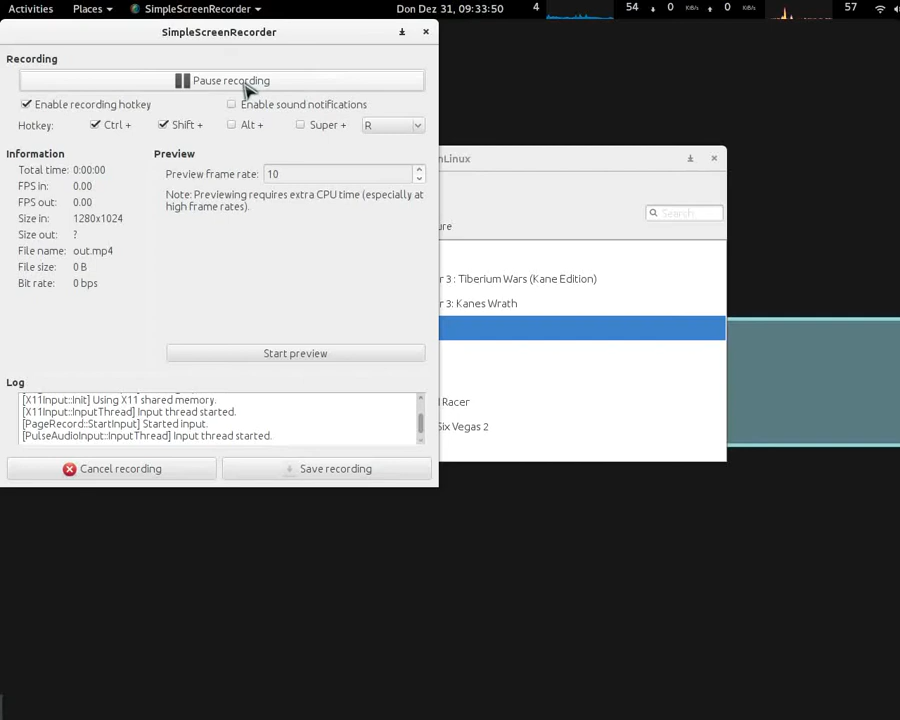 Activities Places SimpleScreenRecorder Don Dez 31, 09:33:50 4 54 0 KiB/s 0 KiB/s 57
SimpleScreenRecorder
Recording
Pause recording
Enable recording hotkey Enable sound notifications
Hotkey: Ctrl + Shift + Alt + Super + R
Information
Total time: 0:00:00
FPS in: 0.00
FPS out: 0.00
Size in: 1280x1024
Size out: ?
File name: out.mp4
File size: 0 B
Bit rate: 0 bps
Preview
Preview frame rate: 10
Note: Previewing requires extra CPU time (especially at
high frame rates).
Start preview
Log
[X11Input::Init] Using X11 shared memory.
[X11Input::InputThread] Input thread started.
[PageRecord::StartInput] Started input.
[PulseAudioInput::InputThread] Input thread started.
Cancel recording Save recording
nLinux
Search
ure
r 3 : Tiberium Wars (Kane Edition)
r 3: Kanes Wrath
d Racer
Six Vegas 2